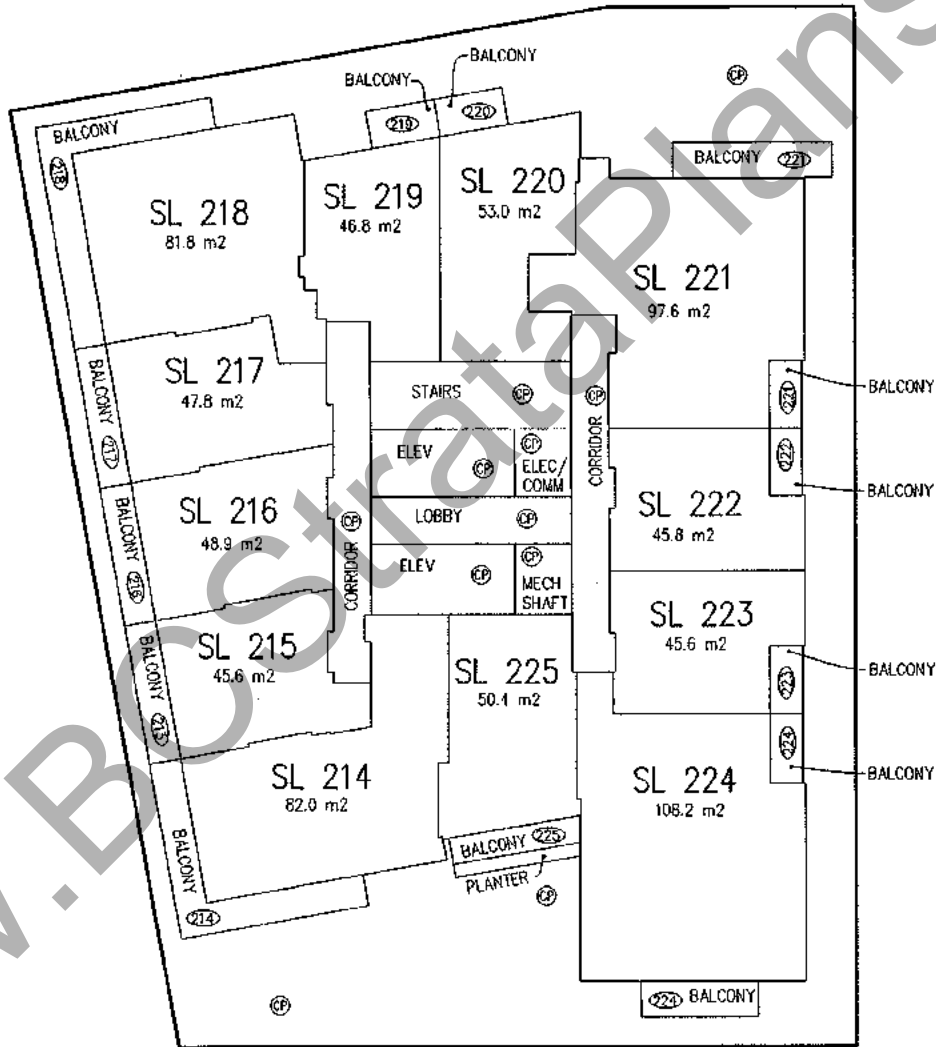 BALCONY
BALCONY
CP
219
220
BALCONY
218
BALCONY 221
SL 218
81.8 m2
SL 219
46.8 m2
SL 220
53.0 m2
SL 221
97.6 m2
SL 217
47.8 m2
BALCONY
217
STAIRS CP
CP
CORRIDOR
221
BALCONY
ELEV CP
CP
ELEC/
COMM
222
BALCONY
SL 216
48.9 m2
BALCONY
216
CP
CORRIDOR
LOBBY CP
SL 222
45.8 m2
ELEV CP
CP
MECH
SHAFT
SL 215
45.6 m2
BALCONY
215
SL 225
50.4 m2
SL 223
45.6 m2
223
BALCONY
SL 214
82.0 m2
BALCONY
214
SL 224
108.2 m2
224
BALCONY
BALCONY 225
PLANTER
CP
CP
224 BALCONY
v.BCStrataPlans